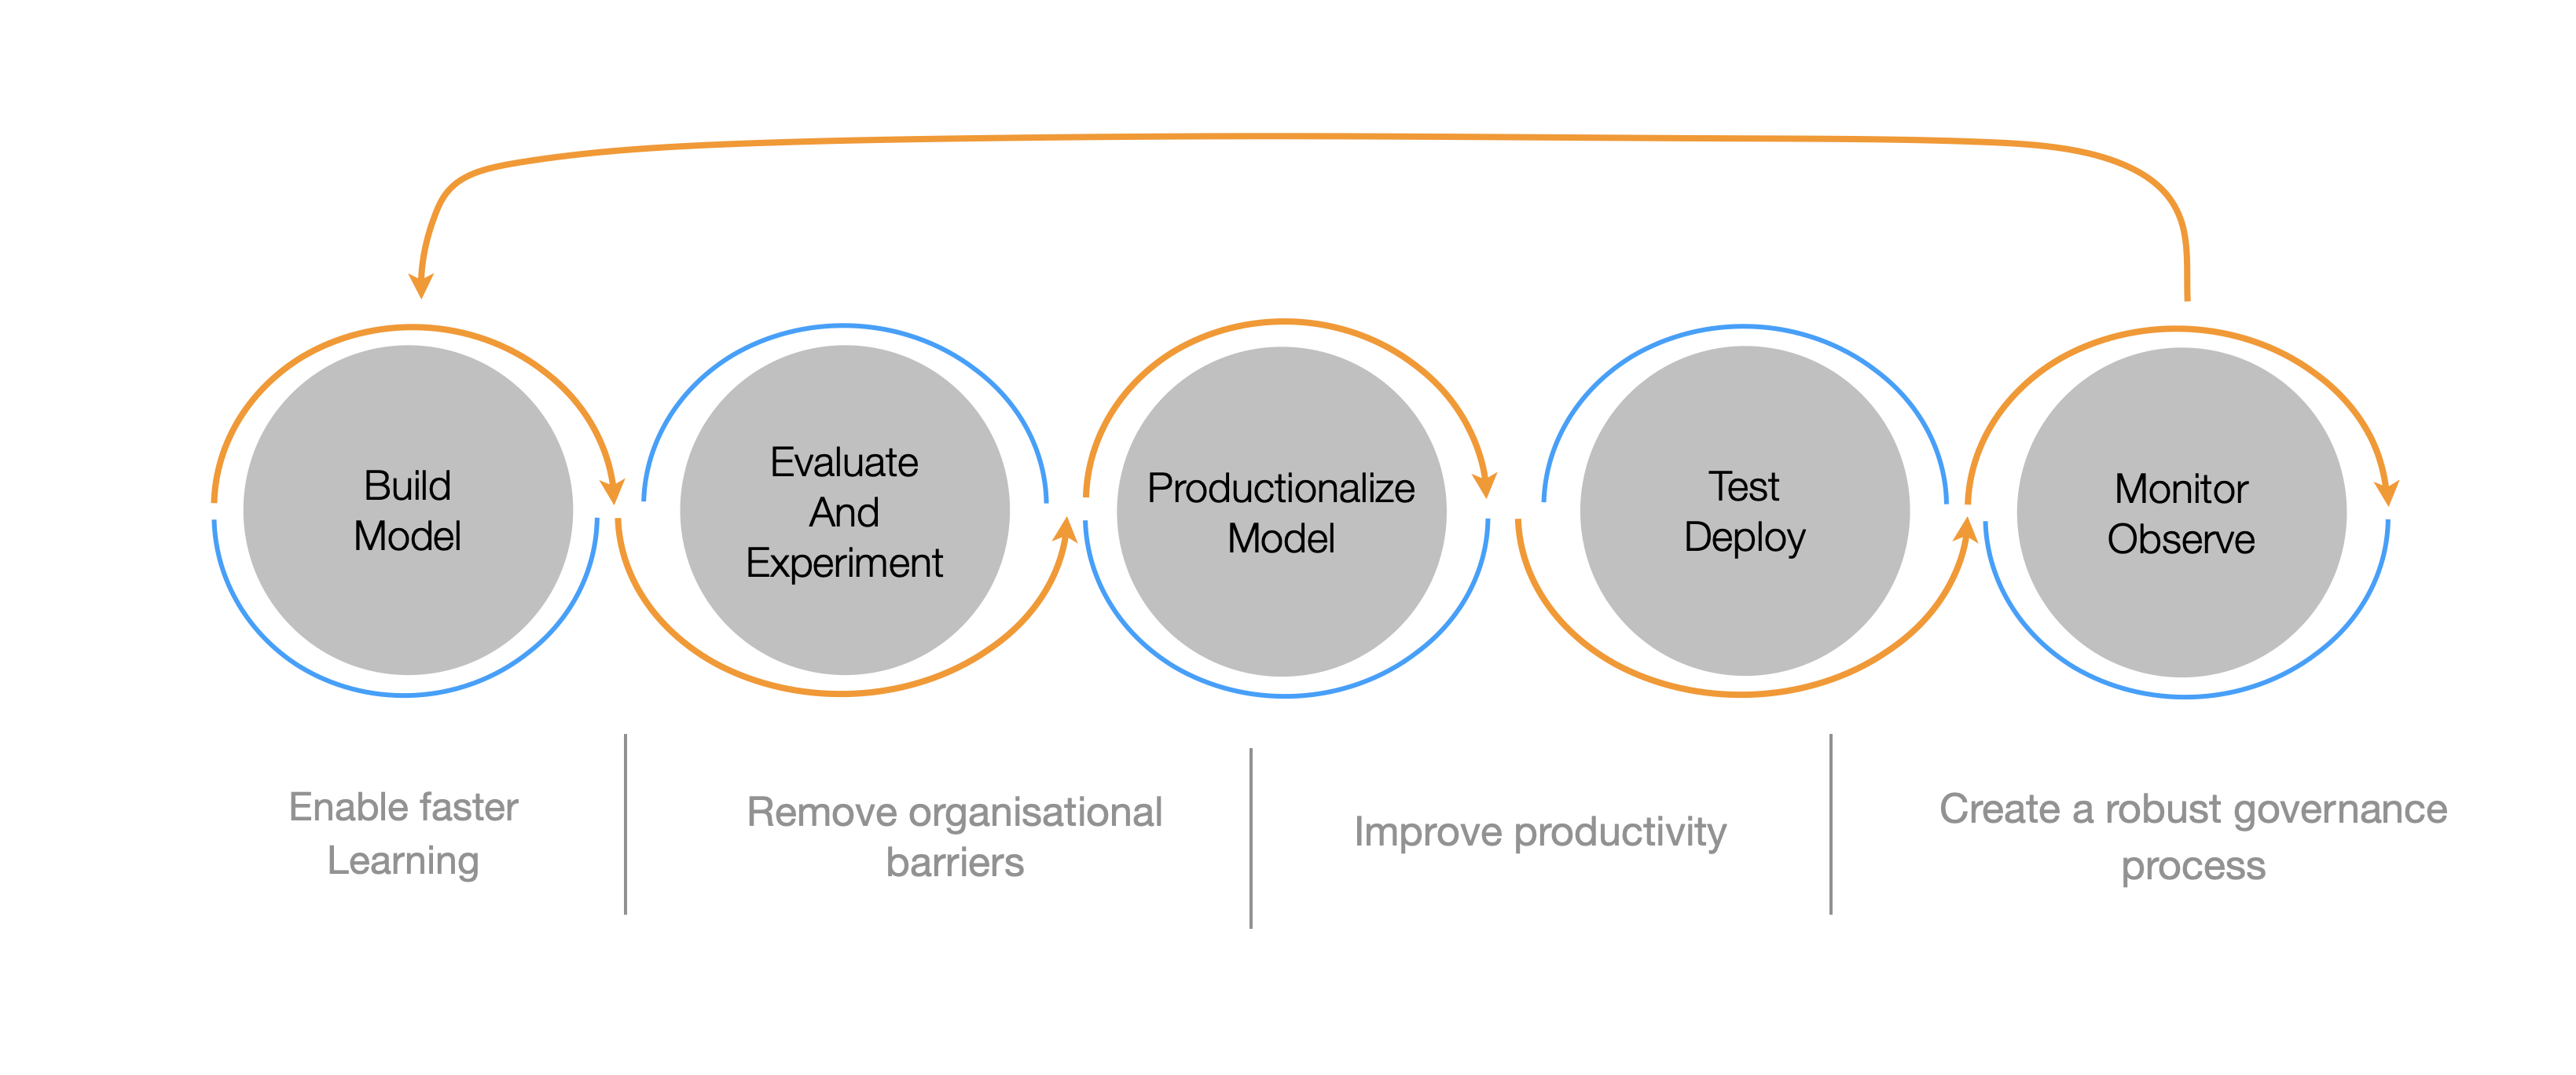 Build
Model
Evaluate
And
Experiment
Productionalize
Model
Test
Deploy
Monitor
Observe
Enable faster
Learning
Remove organisational
barriers
Improve productivity
Create a robust governance
process